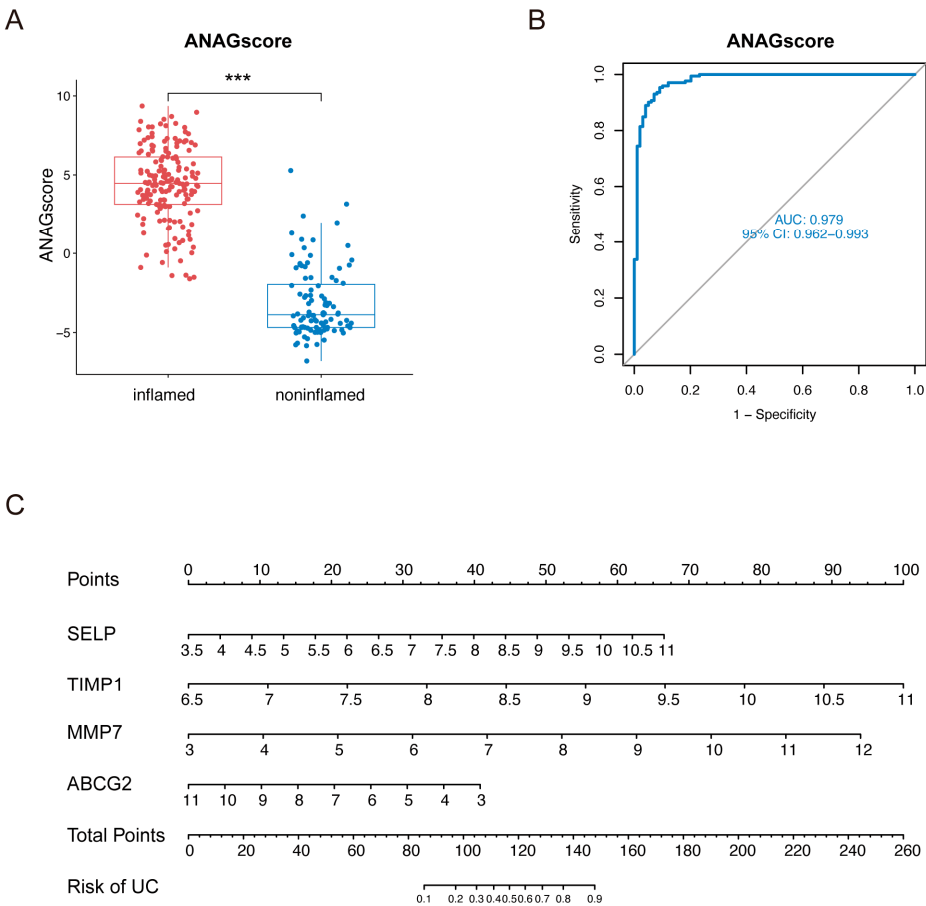 A
B
ANAGscore
ANAGscore
***
10
5
0
−5
ANAGscore
inflamed
noninflamed
1.0
0.8
0.6
0.4
0.2
0.0
Sensitivity
AUC: 0.979
95% CI: 0.962–0.993
0.0 0.2 0.4 0.6 0.8 1.0
1 − Specificity
C
Points
0 10 20 30 40 50 60 70 80 90 100
SELP
3.5 4 4.5 5 5.5 6 6.5 7 7.5 8 8.5 9 9.5 10 10.5 11
TIMP1
6.5 7 7.5 8 8.5 9 9.5 10 10.5 11
MMP7
3 4 5 6 7 8 9 10 11 12
ABCG2
11 10 9 8 7 6 5 4 3
Total Points
0 20 40 60 80 100 120 140 160 180 200 220 240 260
Risk of UC
0.1 0.2 0.3 0.4 0.5 0.6 0.7 0.8 0.9